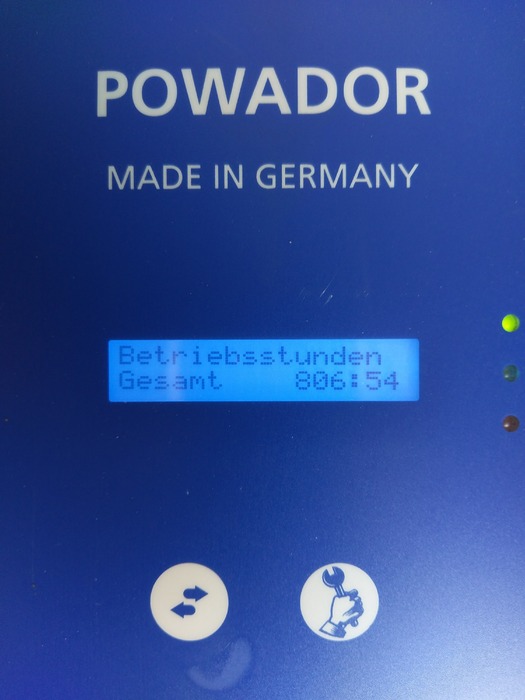 POWADOR
MADE IN GERMANY
Betriebsstunden
Gesamt 806:54